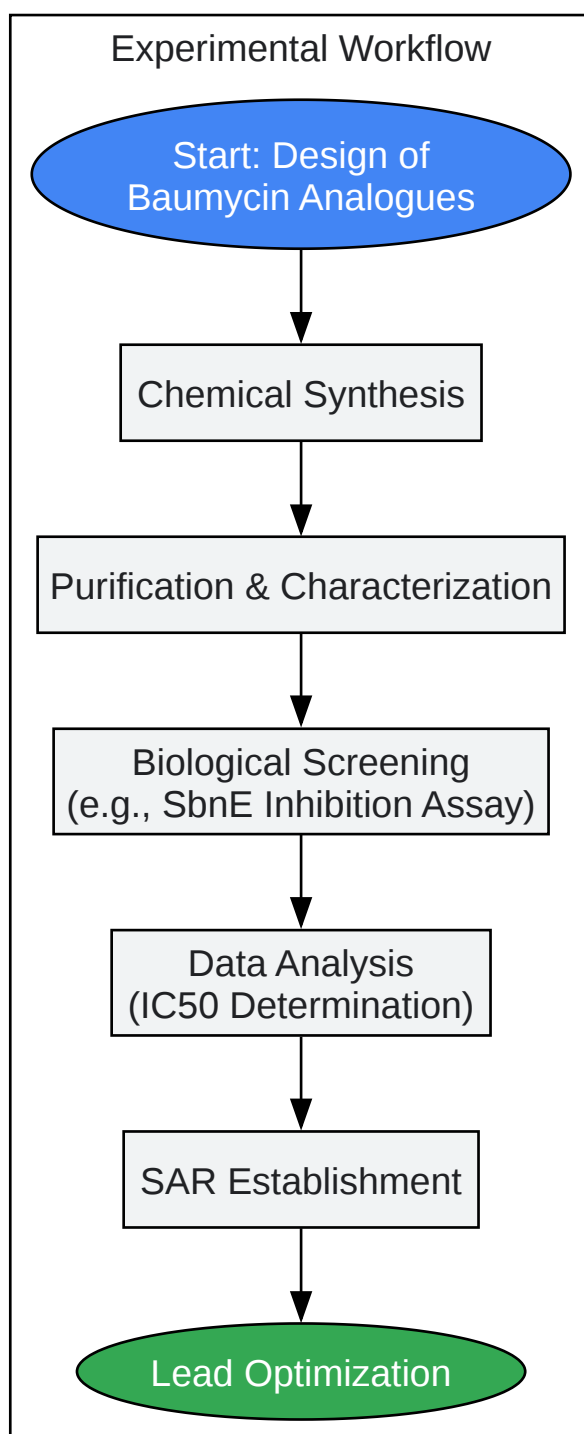 Experimental Workflow
Start: Design of
Baumycin Analogues
Chemical Synthesis
Purification & Characterization
Biological Screening
(e.g., SbnE Inhibition Assay)
Data Analysis
(IC50 Determination)
SAR Establishment
Lead Optimization